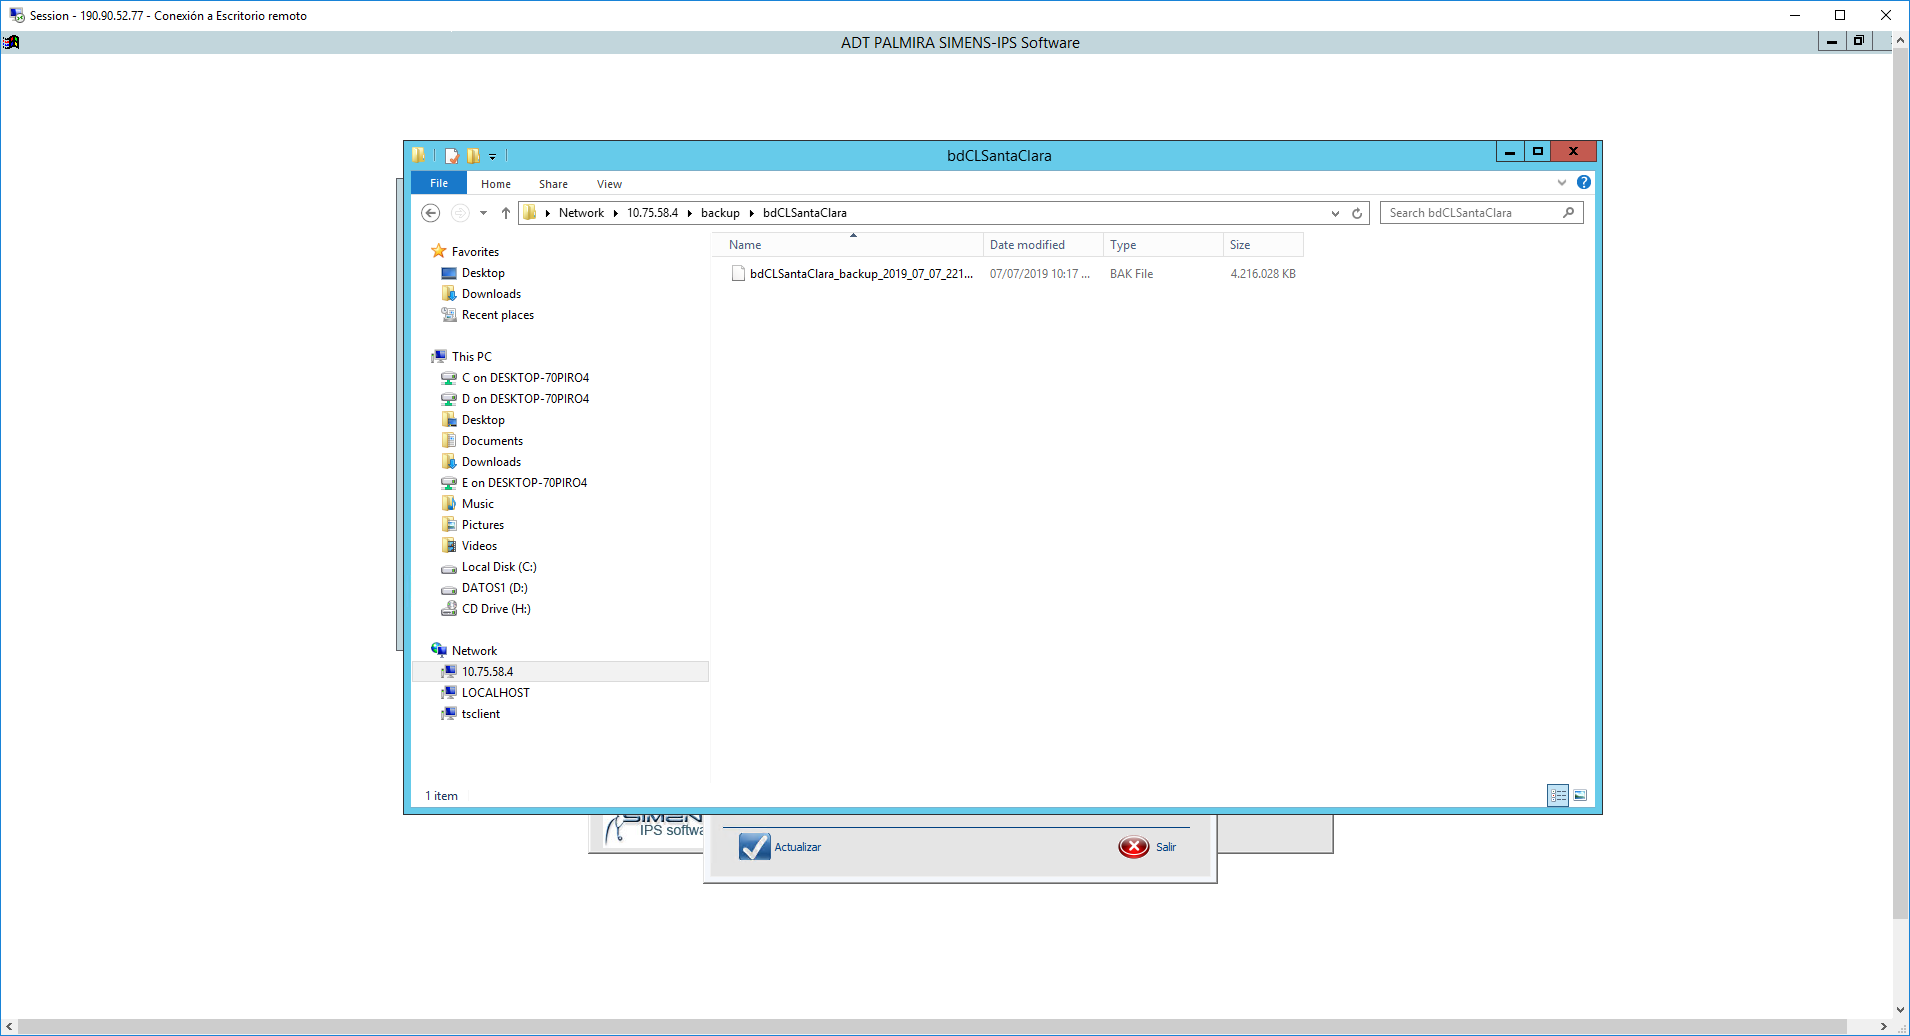 Session - 190.90.52.77 - Conexión a Escritorio remoto
ADT PALMIRA SIMENS-IPS Software
bdCLSantaClara
File Home Share View
Network 10.75.58.4 backup bdCLSantaClara
Search bdCLSantaClara
Name Date modified Type Size
bdCLSantaClara_backup_2019_07_07_221... 07/07/2019 10:17 ... BAK File 4.216.028 KB
Favorites
Desktop
Downloads
Recent places
This PC
C on DESKTOP-70PIRO4
D on DESKTOP-70PIRO4
Desktop
Documents
Downloads
E on DESKTOP-70PIRO4
Music
Pictures
Videos
Local Disk (C:)
DATOS1 (D:)
CD Drive (H:)
Network
10.75.58.4
LOCALHOST
tsclient
1 item
SIMEN
IPS softwa
Actualizar Salir